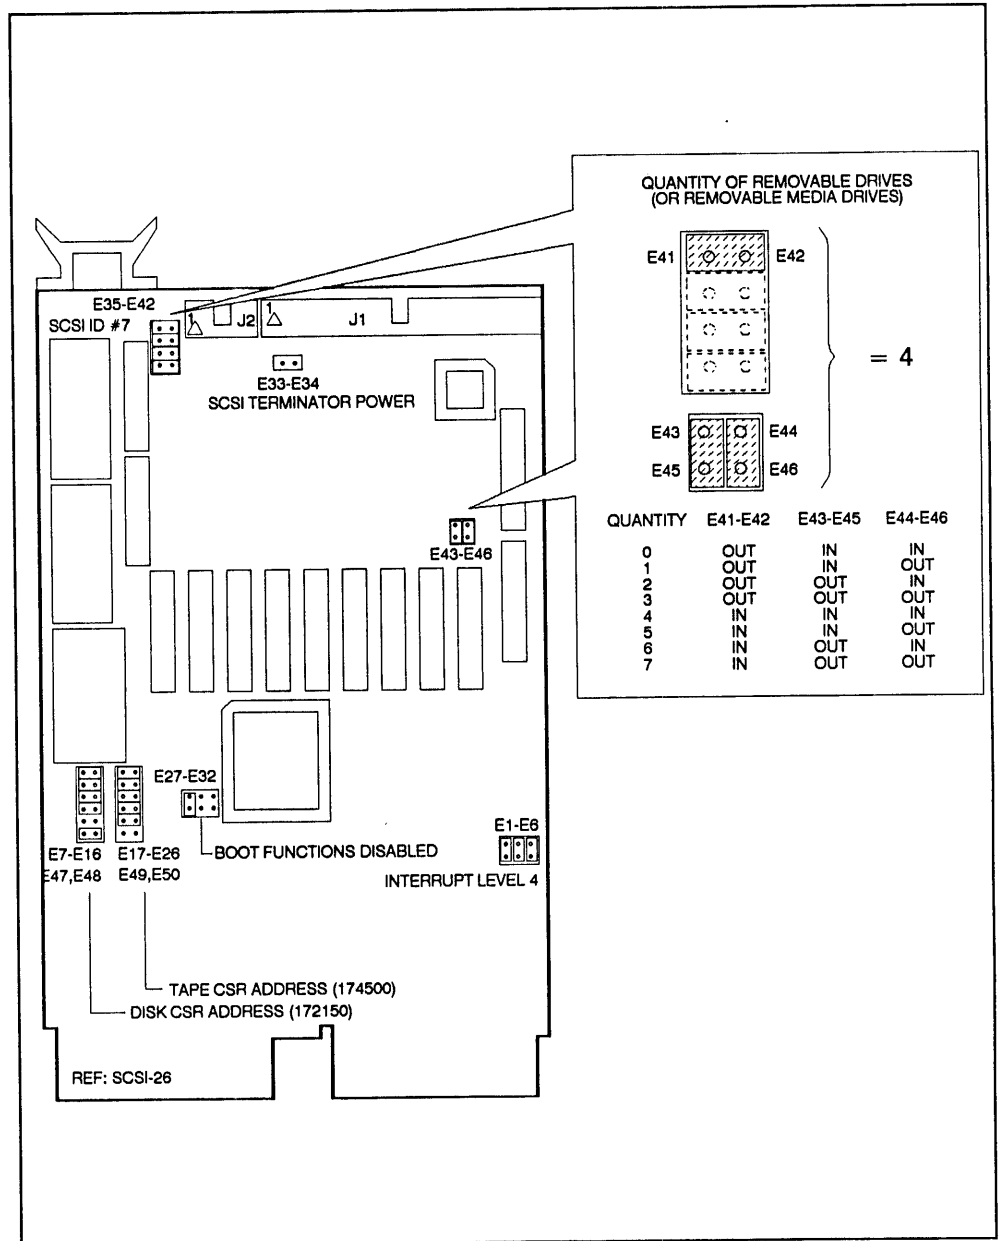 QUANTITY OF REMOVABLE DRIVES
(OR REMOVABLE MEDIA DRIVES)
E41 E42
= 4
E43 E44
E45 E46
QUANTITY E41-E42 E43-E45 E44-E46
0 OUT IN IN
1 OUT IN OUT
2 OUT OUT IN
3 OUT OUT OUT
4 IN IN IN
5 IN IN OUT
6 IN OUT IN
7 IN OUT OUT
E35-E42
SCSI ID #7
1 J2
1 J1
E33-E34
SCSI TERMINATOR POWER
E43-E46
E27-E32
BOOT FUNCTIONS DISABLED
E1-E6
INTERRUPT LEVEL 4
E7-E16 E17-E26
E47,E48 E49,E50
TAPE CSR ADDRESS (174500)
DISK CSR ADDRESS (172150)
REF: SCSI-26